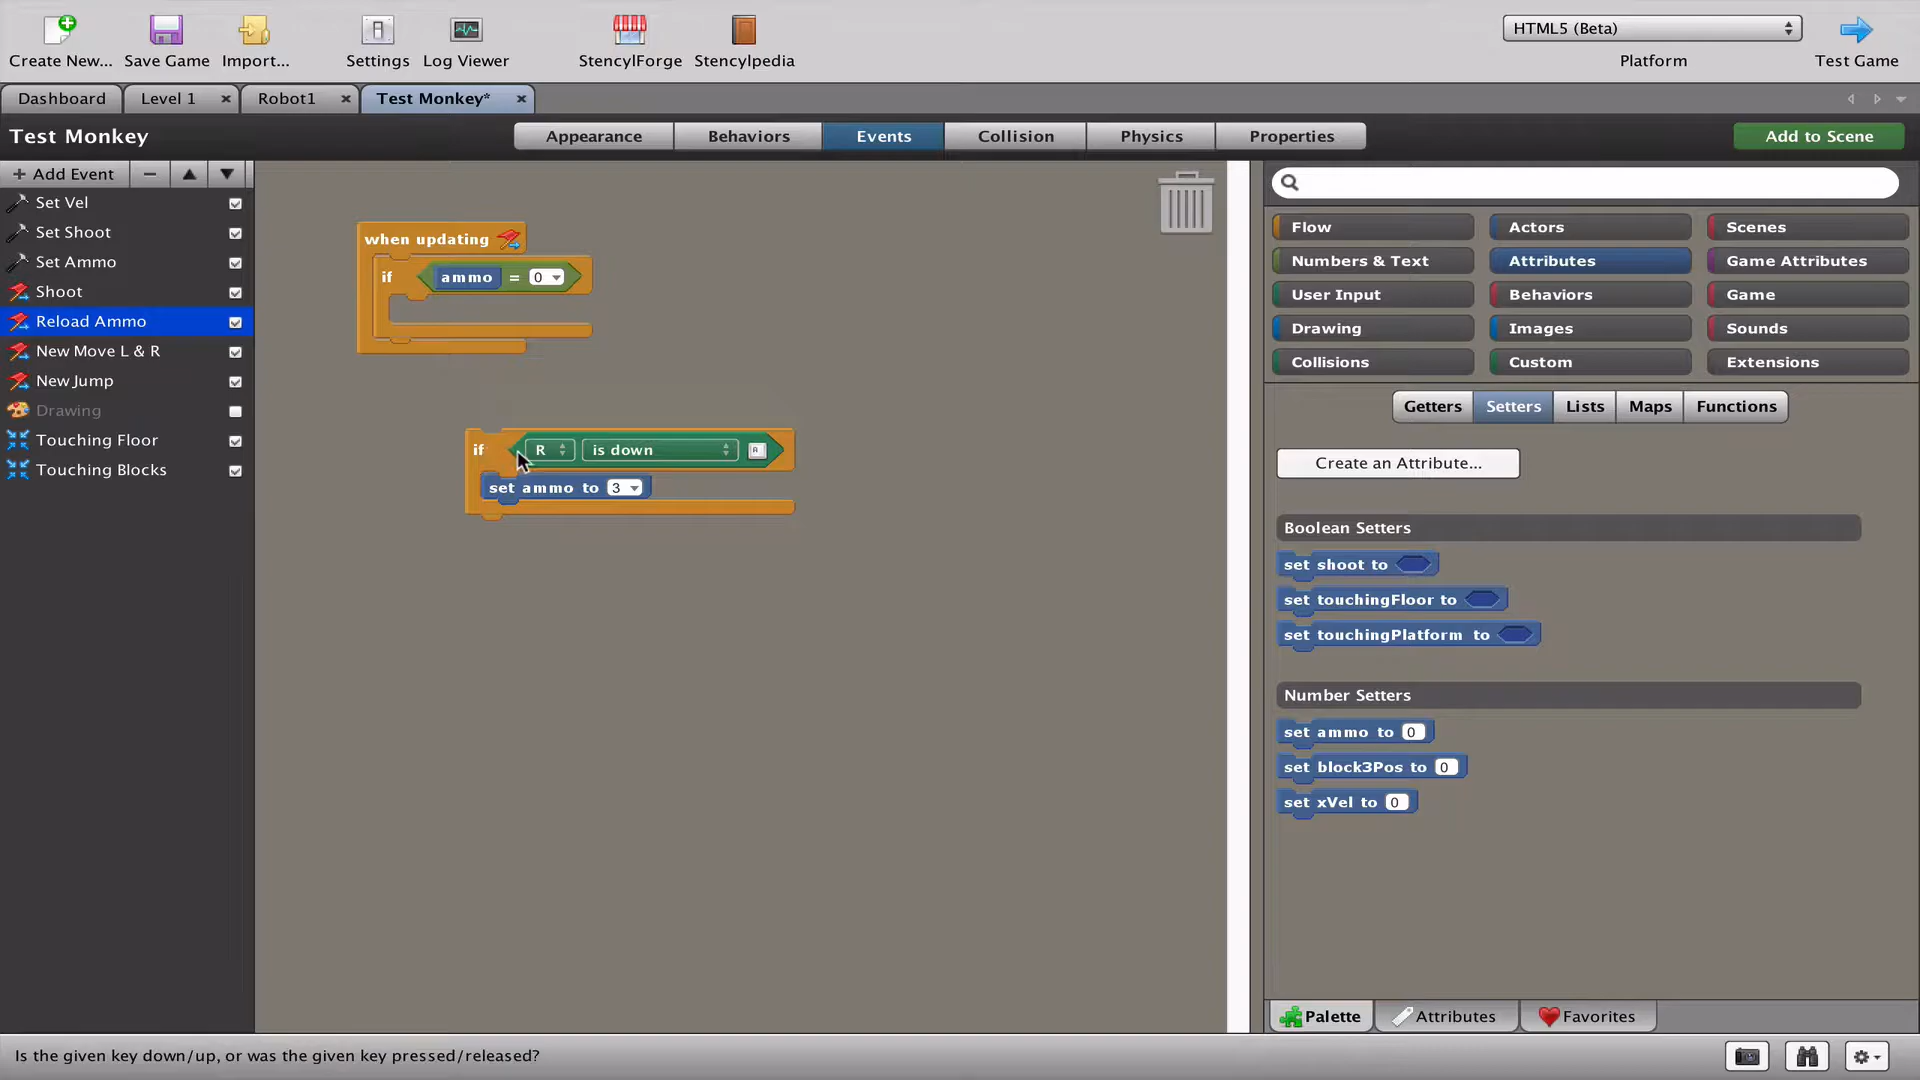 Create New...
Save Game
Import...
Settings
Log Viewer
StencylForge
Stencylpedia
HTML5 (Beta)
Platform
Test Game
Dashboard
Level 1
Robot1
Test Monkey*
Test Monkey
Appearance
Behaviors
Events
Collision
Physics
Properties
Add to Scene
+ Add Event
Set Vel
Set Shoot
Set Ammo
Shoot
Reload Ammo
New Move L & R
New Jump
Drawing
Touching Floor
Touching Blocks
when updating
if ammo = 0
if R is down R
set ammo to 3
Flow
Actors
Scenes
Numbers & Text
Attributes
Game Attributes
User Input
Behaviors
Game
Drawing
Images
Sounds
Collisions
Custom
Extensions
Getters
Setters
Lists
Maps
Functions
Create an Attribute...
Boolean Setters
set shoot to
set touchingFloor to
set touchingPlatform to
Number Setters
set ammo to 0
set block3Pos to 0
set xVel to 0
Palette
Attributes
Favorites
Is the given key down/up, or was the given key pressed/released?